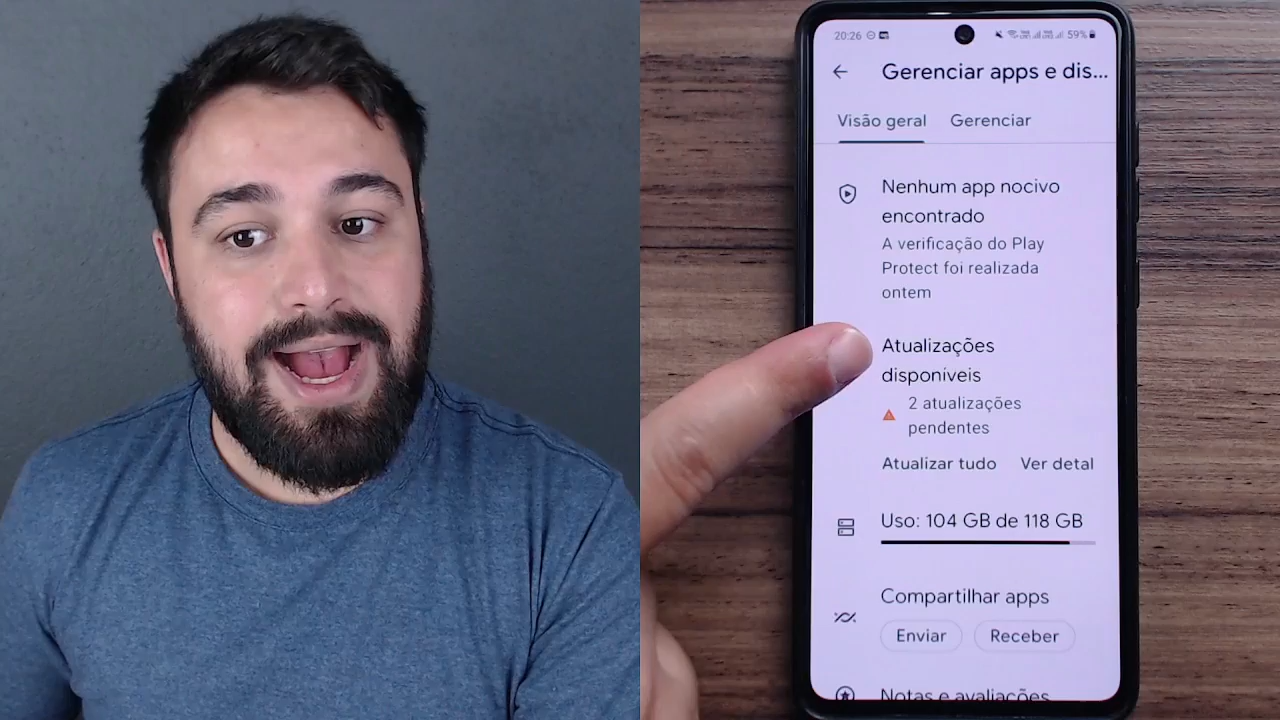 20:26
59%
Gerenciar apps e dis...
Visão geral Gerenciar
Nenhum app nocivo
encontrado
A verificação do Play
Protect foi realizada
ontem
Atualizações
disponíveis
2 atualizações
pendentes
Atualizar tudo Ver detal
Uso: 104 GB de 118 GB
Compartilhar apps
Enviar Receber
Notas e avaliações